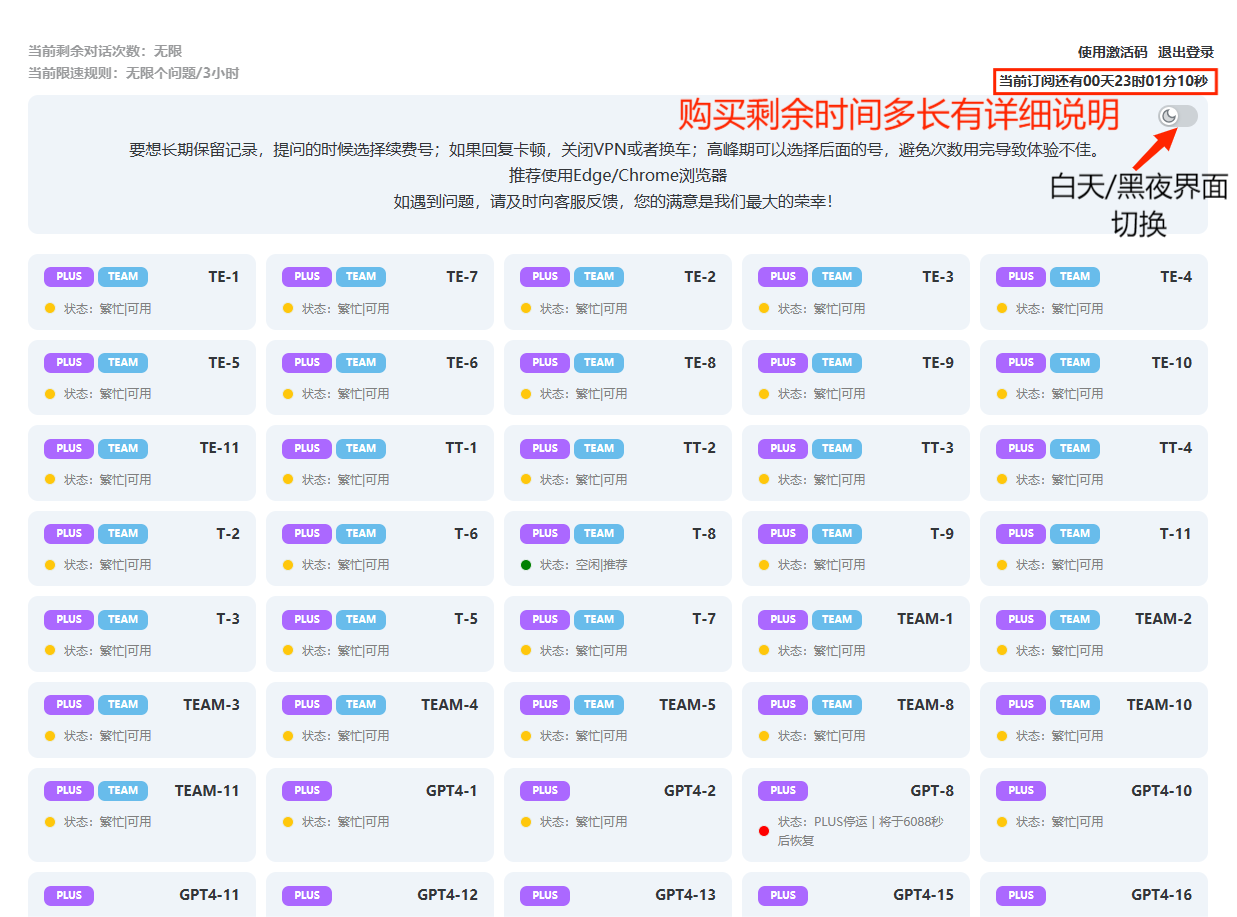 当前剩余对话次数：无限
使用激活码 退出登录
当前限速规则：无限个问题/3小时
当前订阅还有00天23时01分10秒
购买剩余时间多长有详细说明
要想长期保留记录，提问的时候选择续费号；如果回复卡顿，关闭VPN或者换车；高峰期可以选择后面的号，避免次数用完导致体验不佳。
推荐使用Edge/Chrome浏览器
如遇到问题，请及时向客服反馈，您的满意是我们最大的荣幸！
白天/黑夜界面
切换
PLUS TEAM TE-1 PLUS TEAM TE-7 PLUS TEAM TE-2 PLUS TEAM TE-3 PLUS TEAM TE-4
状态：繁忙|可用 状态：繁忙|可用 状态：繁忙|可用 状态：繁忙|可用 状态：繁忙|可用
PLUS TEAM TE-5 PLUS TEAM TE-6 PLUS TEAM TE-8 PLUS TEAM TE-9 PLUS TEAM TE-10
状态：繁忙|可用 状态：繁忙|可用 状态：繁忙|可用 状态：繁忙|可用 状态：繁忙|可用
PLUS TEAM TE-11 PLUS TEAM TT-1 PLUS TEAM TT-2 PLUS TEAM TT-3 PLUS TEAM TT-4
状态：繁忙|可用 状态：繁忙|可用 状态：繁忙|可用 状态：繁忙|可用 状态：繁忙|可用
PLUS TEAM T-2 PLUS TEAM T-6 PLUS TEAM T-8 PLUS TEAM T-9 PLUS TEAM T-11
状态：繁忙|可用 状态：繁忙|可用 状态：空闲|推荐 状态：繁忙|可用 状态：繁忙|可用
PLUS TEAM T-3 PLUS TEAM T-5 PLUS TEAM T-7 PLUS TEAM TEAM-1 PLUS TEAM TEAM-2
状态：繁忙|可用 状态：繁忙|可用 状态：繁忙|可用 状态：繁忙|可用 状态：繁忙|可用
PLUS TEAM TEAM-3 PLUS TEAM TEAM-4 PLUS TEAM TEAM-5 PLUS TEAM TEAM-8 PLUS TEAM TEAM-10
状态：繁忙|可用 状态：繁忙|可用 状态：繁忙|可用 状态：繁忙|可用 状态：繁忙|可用
PLUS TEAM TEAM-11 PLUS GPT4-1 PLUS GPT4-2 PLUS GPT-8 PLUS GPT4-10
状态：繁忙|可用 状态：繁忙|可用 状态：繁忙|可用 状态：PLUS停运 | 将于6088秒 状态：繁忙|可用
后恢复
PLUS GPT4-11 PLUS GPT4-12 PLUS GPT4-13 PLUS GPT4-15 PLUS GPT4-16